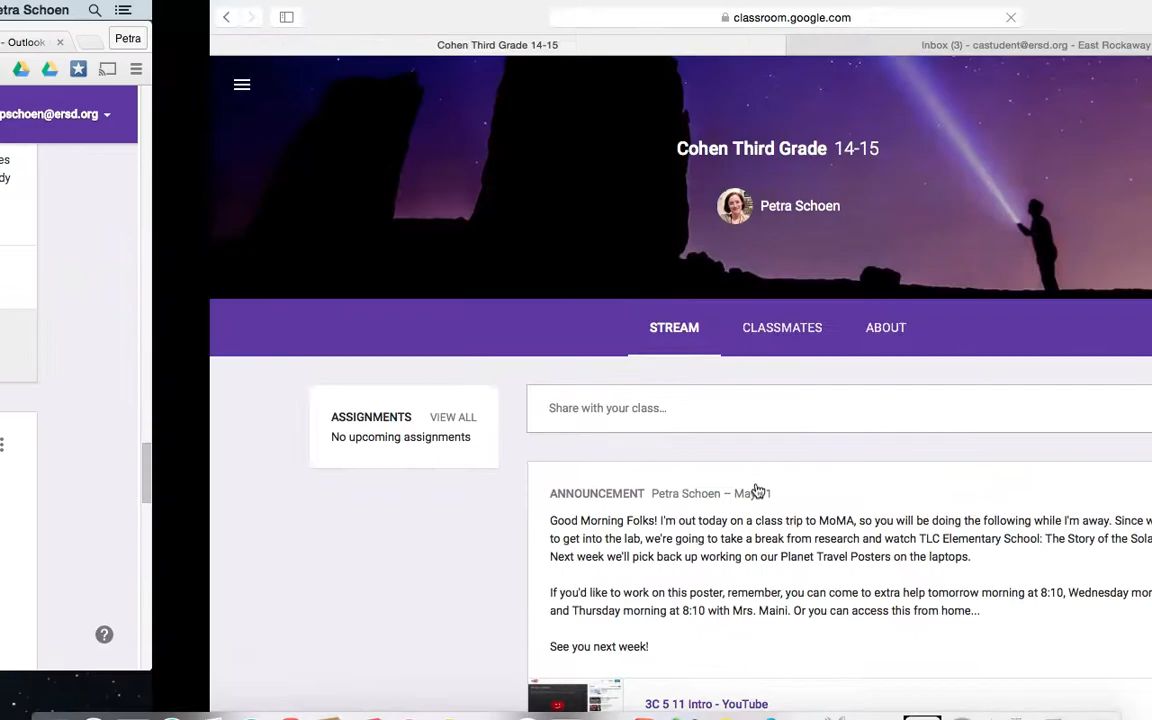 etra Schoen
- Outlook
Petra
pschoen@ersd.org
es
dy
classroom.google.com
Cohen Third Grade 14-15
Inbox (3) - castudent@ersd.org - East Rockaway
Cohen Third Grade 14-15
Petra Schoen
STREAM CLASSMATES ABOUT
ASSIGNMENTS VIEW ALL
No upcoming assignments
Share with your class...
ANNOUNCEMENT Petra Schoen – May 1
Good Morning Folks! I'm out today on a class trip to MoMA, so you will be doing the following while I'm away. Since w
to get into the lab, we're going to take a break from research and watch TLC Elementary School: The Story of the Sola
Next week we'll pick back up working on our Planet Travel Posters on the laptops.
If you'd like to work on this poster, remember, you can come to extra help tomorrow morning at 8:10, Wednesday mor
and Thursday morning at 8:10 with Mrs. Maini. Or you can access this from home...
See you next week!
3C 5 11 Intro - YouTube